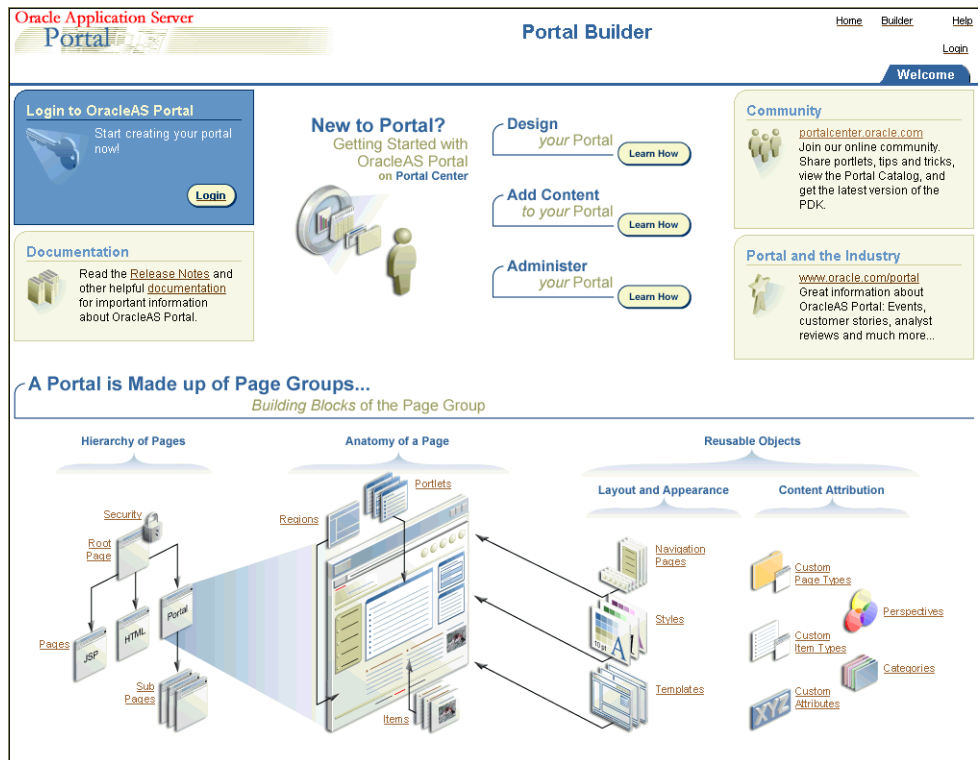 Oracle Application Server
Portal
Portal Builder
Home
Builder
Help
Login
Welcome
Login to OracleAS Portal
Start creating your portal
now!
Login
Documentation
Read the Release Notes and
other helpful documentation
for important information
about OracleAS Portal.
New to Portal?
Getting Started with
OracleAS Portal
on Portal Center
Design
your Portal
Learn How
Add Content
to your Portal
Learn How
Administer
your Portal
Learn How
Community
portalcenter.oracle.com
Join our online community.
Share portlets, tips and tricks,
view the Portal Catalog, and
get the latest version of the
PDK.
Portal and the Industry
www.oracle.com/portal
Great information about
OracleAS Portal: Events,
customer stories, analyst
reviews and much more...
A Portal is Made up of Page Groups...
Building Blocks of the Page Group
Hierarchy of Pages
Security
Root
Page
Pages
JSP
HTML
Portal
Sub
Pages
Anatomy of a Page
Portlets
Regions
Items
Reusable Objects
Layout and Appearance
Navigation
Pages
Styles
10 pt
A
Templates
Content Attribution
Custom
Page Types
Perspectives
Custom
Item Types
Categories
Custom
Attributes
XYZ